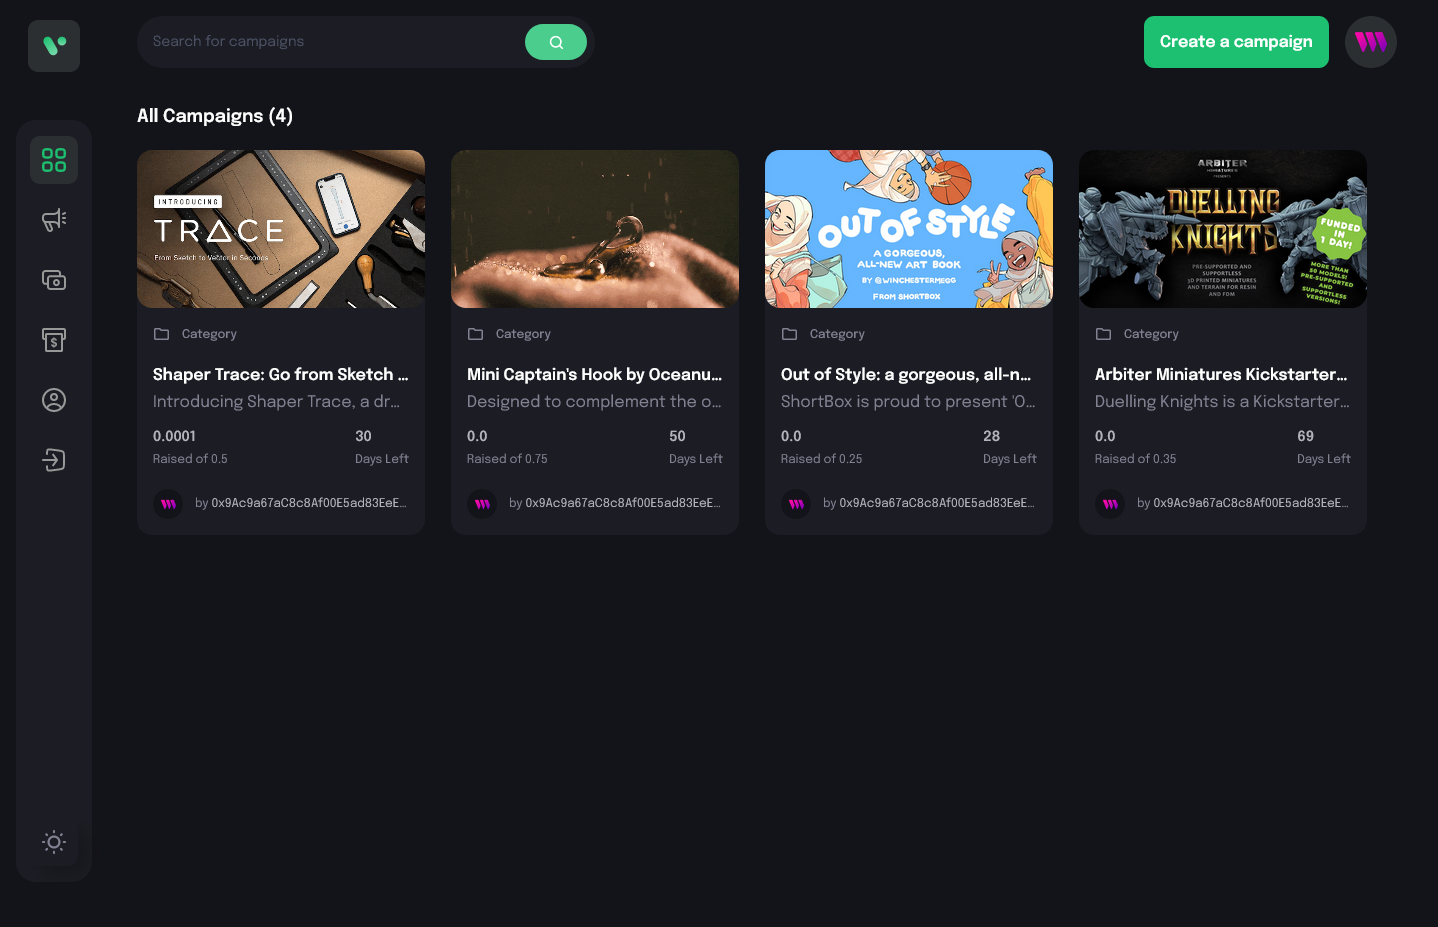 Search for campaigns
Create a campaign
All Campaigns (4)
INTRODUCING
TRACE
From Sketch to Vector in Seconds
Category
Shaper Trace: Go from Sketch ...
Introducing Shaper Trace, a dr...
0.0001
30
Raised of 0.5
Days Left
by 0x9Ac9a67aC8c8Af00E5ad83EeE...
Category
Mini Captain's Hook by Oceanu...
Designed to complement the o...
0.0
50
Raised of 0.75
Days Left
by 0x9Ac9a67aC8c8Af00E5ad83EeE...
OUT OF STYLE
A GORGEOUS,
ALL-NEW ART BOOK
BY @WINCHESTERMEGG
FROM SHORTBOX
Category
Out of Style: a gorgeous, all-n...
ShortBox is proud to present 'O...
0.0
28
Raised of 0.25
Days Left
by 0x9Ac9a67aC8c8Af00E5ad83EeE...
ARBITER
MINIATURES
PRESENTS
DUELLING
KNIGHTS
FUNDED
IN
1 DAY!
PRE-SUPPORTED AND
SUPPORTLESS
3D PRINTED MINIATURES
AND TERRAIN FOR RESIN
AND FDM
MORE THAN
50 MODELS!
PRE-SUPPORTED
AND
SUPPORTLESS
VERSIONS!
Category
Arbiter Miniatures Kickstarter...
Duelling Knights is a Kickstarter...
0.0
69
Raised of 0.35
Days Left
by 0x9Ac9a67aC8c8Af00E5ad83EeE...